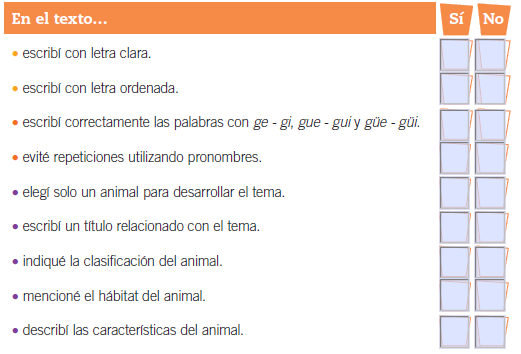 En el texto... Sí No
• escribí con letra clara.
• escribí con letra ordenada.
• escribí correctamente las palabras con ge - gi, gue - gui y güe - güi.
• evité repeticiones utilizando pronombres.
• elegí solo un animal para desarrollar el tema.
• escribí un título relacionado con el tema.
• indiqué la clasificación del animal.
• mencioné el hábitat del animal.
• describí las características del animal.